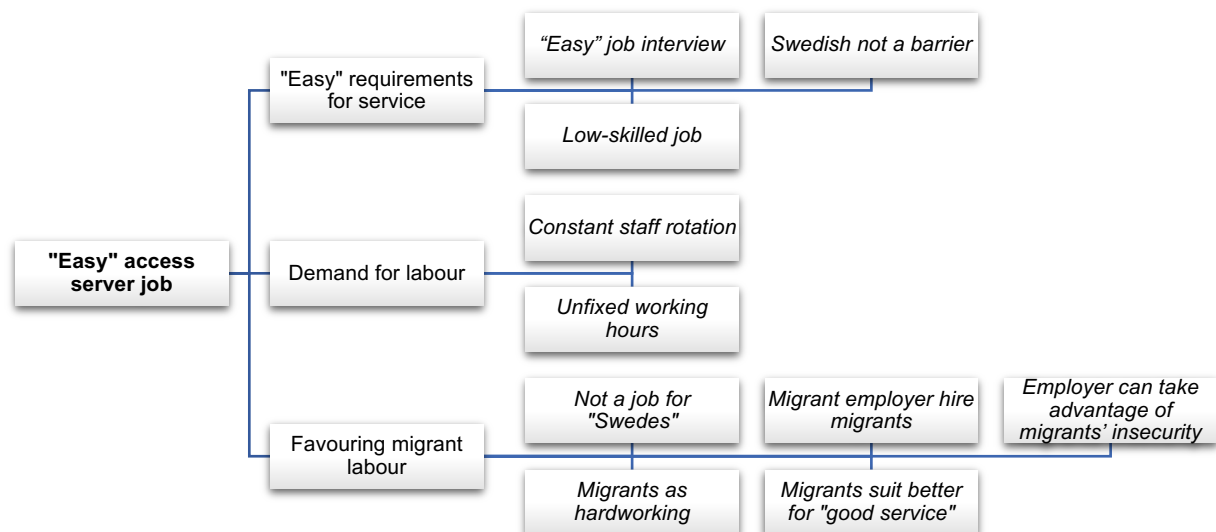 "Easy" access
server job
"Easy" requirements
for service
“Easy” job interview
Swedish not a barrier
Low-skilled job
Demand for labour
Constant staff rotation
Unfixed working
hours
Favouring migrant
labour
Not a job for
"Swedes"
Migrant employer hire
migrants
Employer can take
advantage of
migrants’ insecurity
Migrants as
hardworking
Migrants suit better
for "good service"